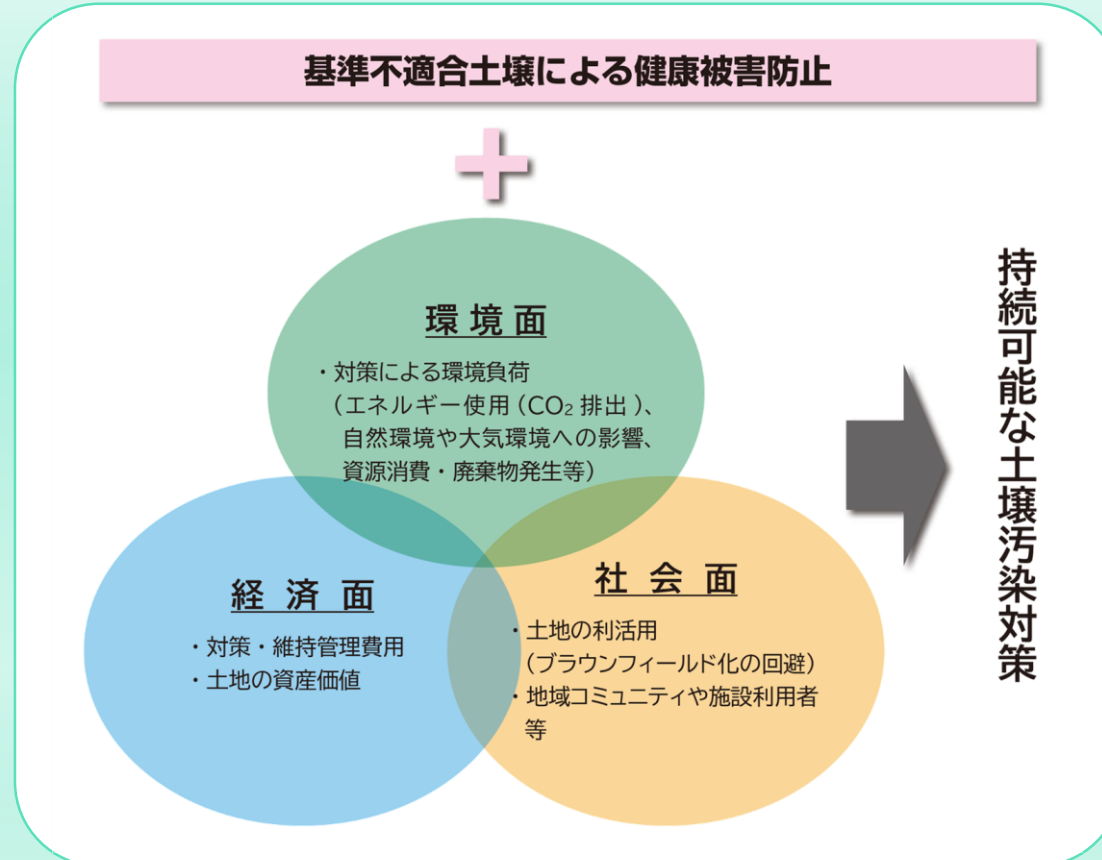 基準不適合土壌による健康被害防止
環境面
・対策による環境負荷
（エネルギー使用（CO₂ 排出）、
自然環境や大気環境への影響、
資源消費・廃棄物発生等）
経済面
・対策・維持管理費用
・土地の資産価値
社会面
・土地の利活用
（ブラウンフィールド化の回避）
・地域コミュニティや施設利用者
等
持続可能な土壌汚染対策